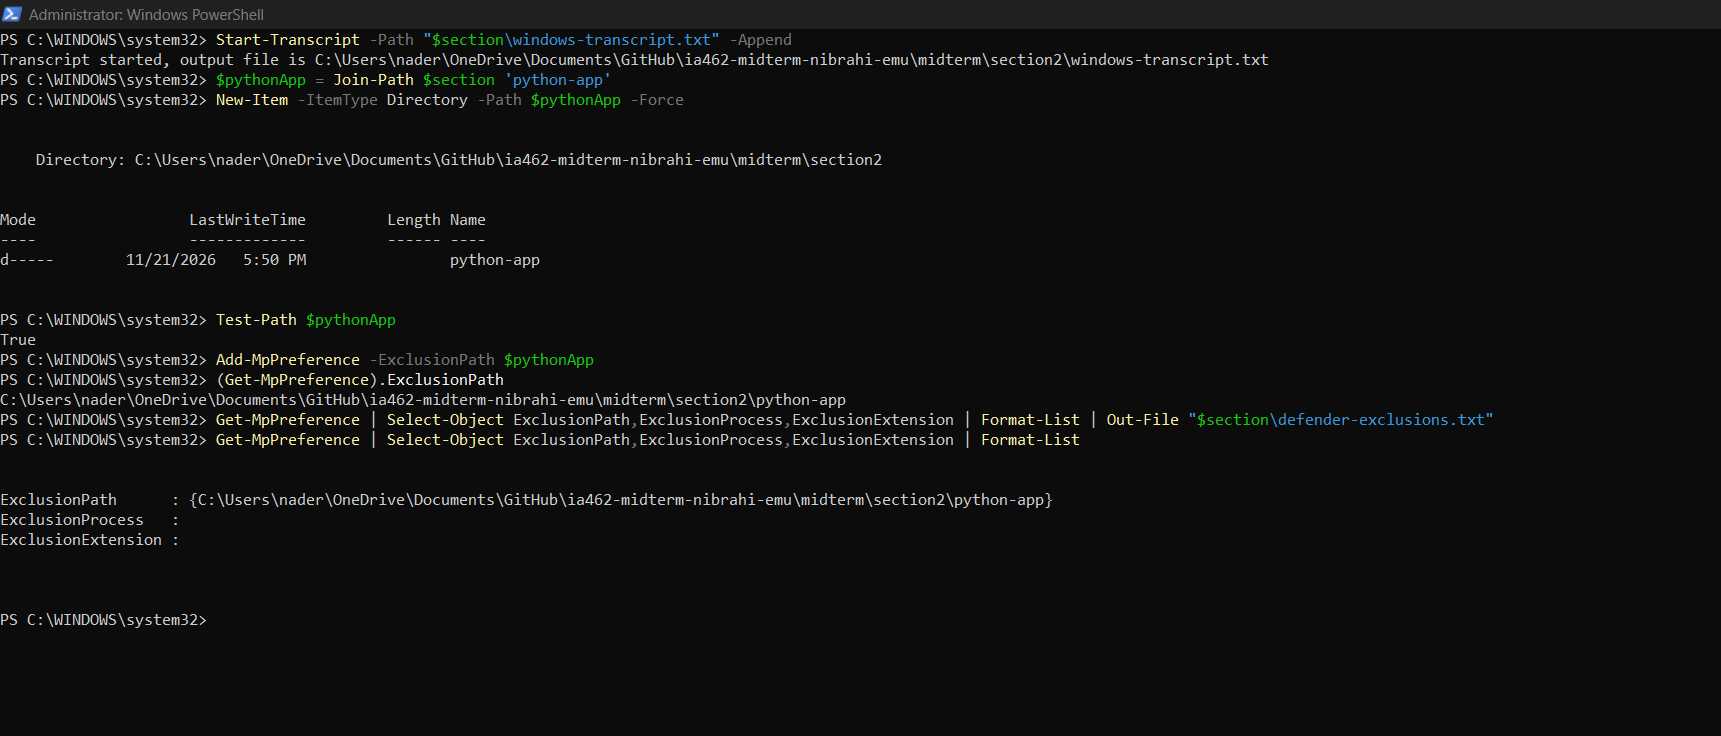 Administrator: Windows PowerShell
PS C:\WINDOWS\system32> Start-Transcript -Path "$section\windows-transcript.txt" -Append
Transcript started, output file is C:\Users\nader\OneDrive\Documents\GitHub\ia462-midterm-nibrahi-emu\midterm\section2\windows-transcript.txt
PS C:\WINDOWS\system32> $pythonApp = Join-Path $section 'python-app'
PS C:\WINDOWS\system32> New-Item -ItemType Directory -Path $pythonApp -Force
    Directory: C:\Users\nader\OneDrive\Documents\GitHub\ia462-midterm-nibrahi-emu\midterm\section2
Mode                 LastWriteTime         Length Name
----                 -------------         ------ ----
d-----        11/21/2026   5:50 PM                python-app
PS C:\WINDOWS\system32> Test-Path $pythonApp
True
PS C:\WINDOWS\system32> Add-MpPreference -ExclusionPath $pythonApp
PS C:\WINDOWS\system32> (Get-MpPreference).ExclusionPath
C:\Users\nader\OneDrive\Documents\GitHub\ia462-midterm-nibrahi-emu\midterm\section2\python-app
PS C:\WINDOWS\system32> Get-MpPreference | Select-Object ExclusionPath,ExclusionProcess,ExclusionExtension | Format-List | Out-File "$section\defender-exclusions.txt"
PS C:\WINDOWS\system32> Get-MpPreference | Select-Object ExclusionPath,ExclusionProcess,ExclusionExtension | Format-List
ExclusionPath      : {C:\Users\nader\OneDrive\Documents\GitHub\ia462-midterm-nibrahi-emu\midterm\section2\python-app}
ExclusionProcess   :
ExclusionExtension :
PS C:\WINDOWS\system32>